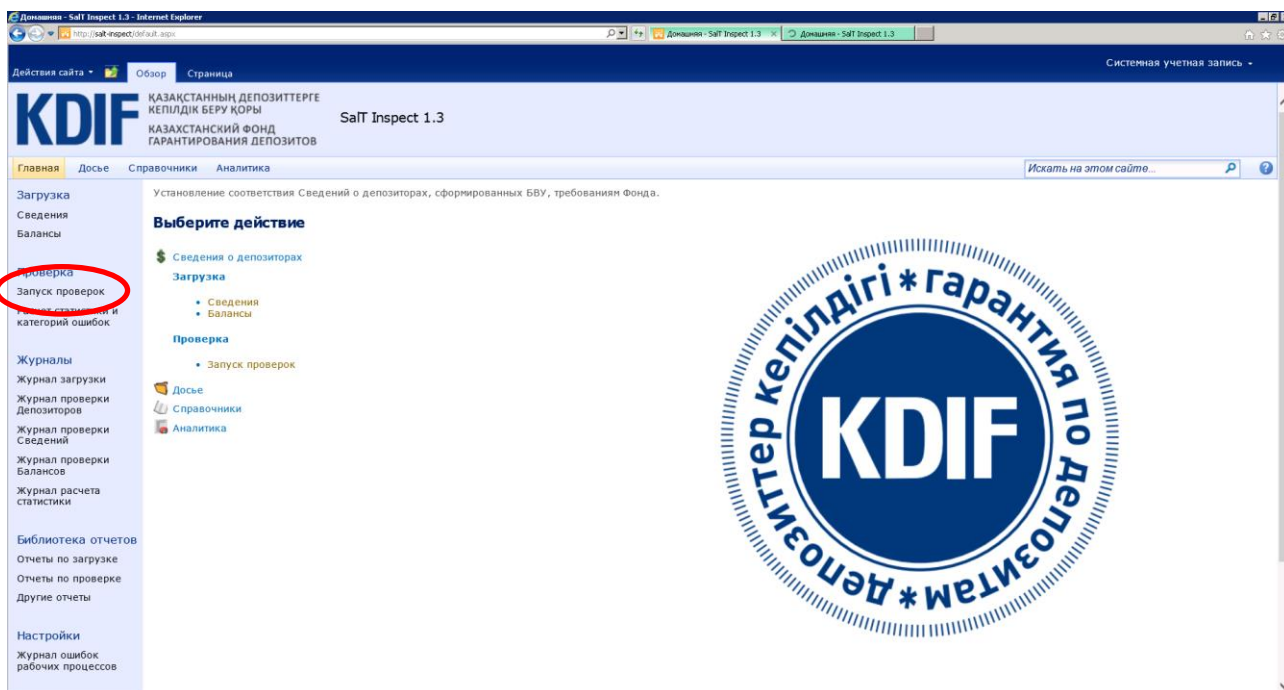 Домашняя - SalT Inspect 1.3 - Internet Explorer
http://salt-inspect/default.aspx
Домашняя - SalT Inspect 1.3
Домашняя - SalT Inspect 1.3
Действия сайта
Обзор
Страница
Системная учетная запись
KDIF
ҚАЗАҚСТАННЫҢ ДЕПОЗИТТЕРГЕ
КЕПІЛДІК БЕРУ ҚОРЫ
КАЗАХСТАНСКИЙ ФОНД
ГАРАНТИРОВАНИЯ ДЕПОЗИТОВ
SalT Inspect 1.3
Главная
Досье
Справочники
Аналитика
Искать на этом сайте...
Загрузка
Сведения
Балансы
Проверка
Запуск проверок
Расчет статистики и
категорий ошибок
Журналы
Журнал загрузки
Журнал проверки
Депозиторов
Журнал проверки
Сведений
Журнал проверки
Балансов
Журнал расчета
статистики
Библиотека отчетов
Отчеты по загрузке
Отчеты по проверке
Другие отчеты
Настройки
Журнал ошибок
рабочих процессов
Установление соответствия Сведений о депозиторах, сформированных БВУ, требованиям Фонда.
Выберите действие
Сведения о депозиторах
Загрузка
• Сведения
• Балансы
Проверка
• Запуск проверок
Досье
Справочники
Аналитика
депозиттер кепілдігі * гарантия по депозитам *
KDIF